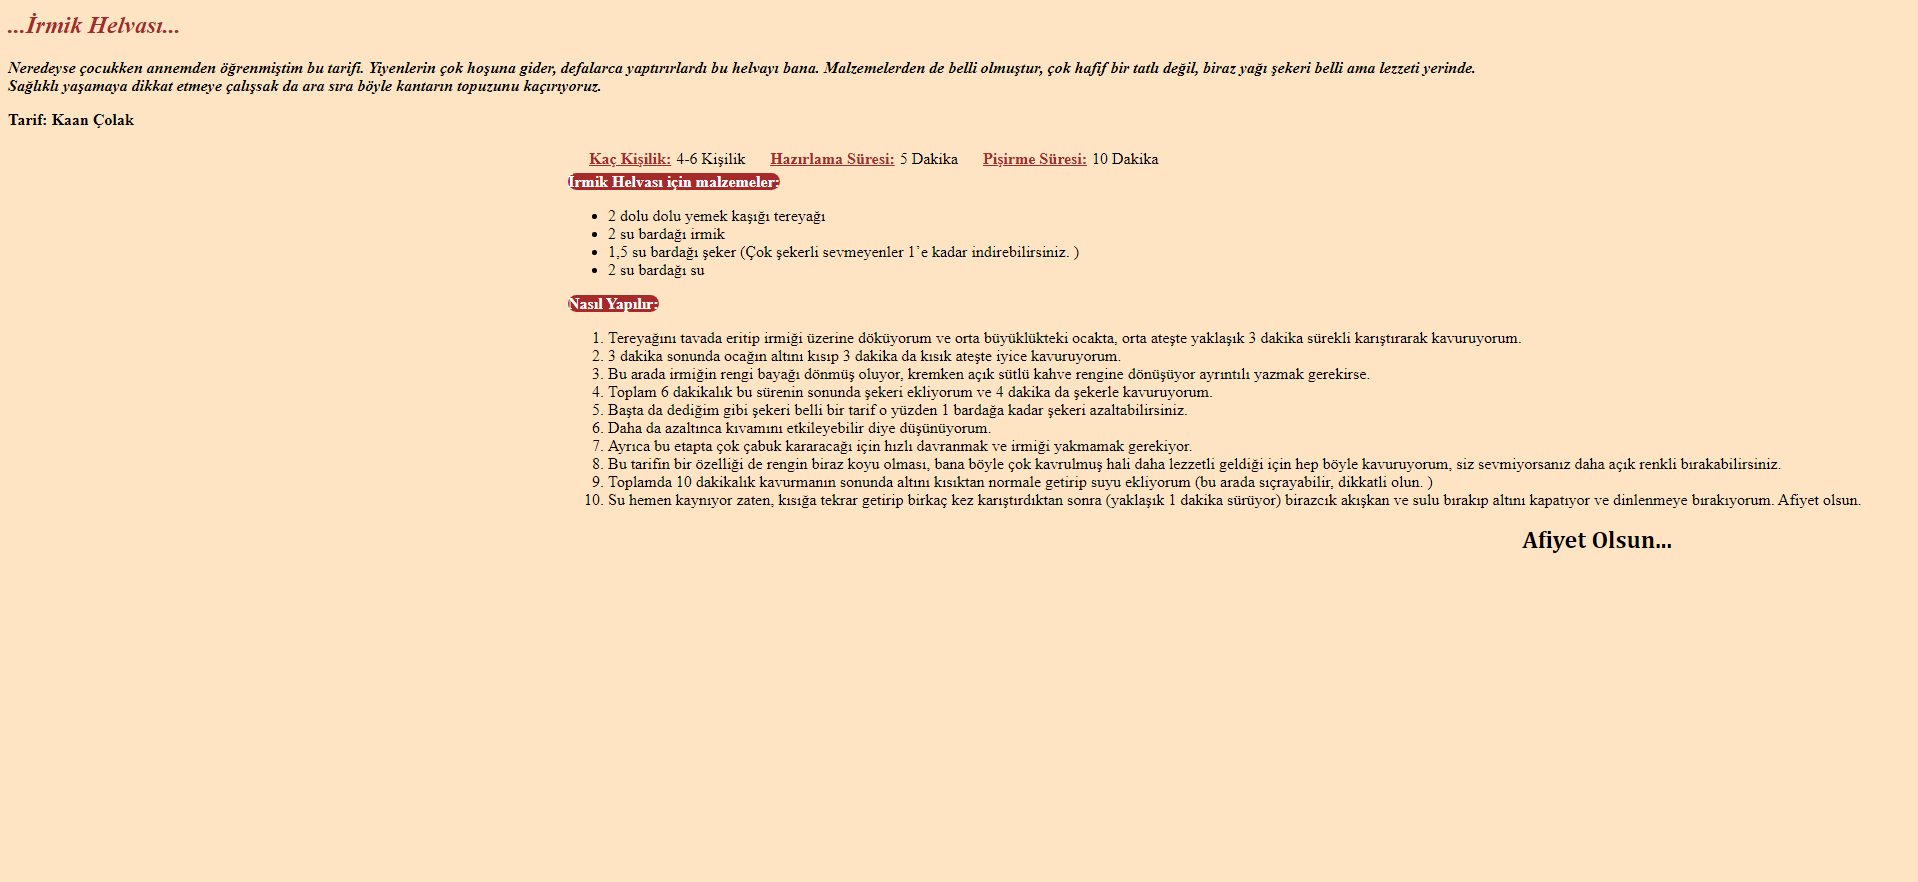 ...İrmik Helvası...
Neredeyse çocukken annemden öğrenmiştim bu tarifi. Yiyenlerin çok hoşuna gider, defalarca yaptırırlardı bu helvayı bana. Malzemelerden de belli olmuştur, çok hafif bir tatlı değil, biraz yağı şekeri belli ama lezzeti yerinde.
Sağlıklı yaşamaya dikkat etmeye çalışsak da ara sıra böyle kantarın topuzunu kaçırıyoruz.
Tarif: Kaan Çolak
Kaç Kişilik: 4-6 Kişilik Hazırlama Süresi: 5 Dakika Pişirme Süresi: 10 Dakika
İrmik Helvası için malzemeler:
• 2 dolu dolu yemek kaşığı tereyağı
• 2 su bardağı irmik
• 1,5 su bardağı şeker (Çok şekerli sevmeyenler 1’e kadar indirebilirsiniz. )
• 2 su bardağı su
Nasıl Yapılır:
1. Tereyağını tavada eritip irmiği üzerine döküyorum ve orta büyüklükteki ocakta, orta ateşte yaklaşık 3 dakika sürekli karıştırarak kavuruyorum.
2. 3 dakika sonunda ocağın altını kısıp 3 dakika da kısık ateşte iyice kavuruyorum.
3. Bu arada irmiğin rengi bayağı dönmüş oluyor, kremken açık sütlü kahve rengine dönüşüyor ayrıntılı yazmak gerekirse.
4. Toplam 6 dakikalık bu sürenin sonunda şekeri ekliyorum ve 4 dakika da şekerle kavuruyorum.
5. Başta da dediğim gibi şekeri belli bir tarif o yüzden 1 bardağa kadar şekeri azaltabilirsiniz.
6. Daha da azaltınca kıvamını etkileyebilir diye düşünüyorum.
7. Ayrıca bu etapta çok çabuk kararacağı için hızlı davranmak ve irmiği yakmamak gerekiyor.
8. Bu tarifin bir özelliği de rengin biraz koyu olması, bana böyle çok kavrulmuş hali daha lezzetli geldiği için hep böyle kavuruyorum, siz sevmiyorsanız daha açık renkli bırakabilirsiniz.
9. Toplamda 10 dakikalık kavurmanın sonunda altını kısıktan normale getirip suyu ekliyorum (bu arada sıçrayabilir, dikkatli olun. )
10. Su hemen kaynıyor zaten, kısığa tekrar getirip birkaç kez karıştırdıktan sonra (yaklaşık 1 dakika sürüyor) birazcık akışkan ve sulu bırakıp altını kapatıyor ve dinlenmeye bırakıyorum. Afiyet olsun.
Afiyet Olsun...